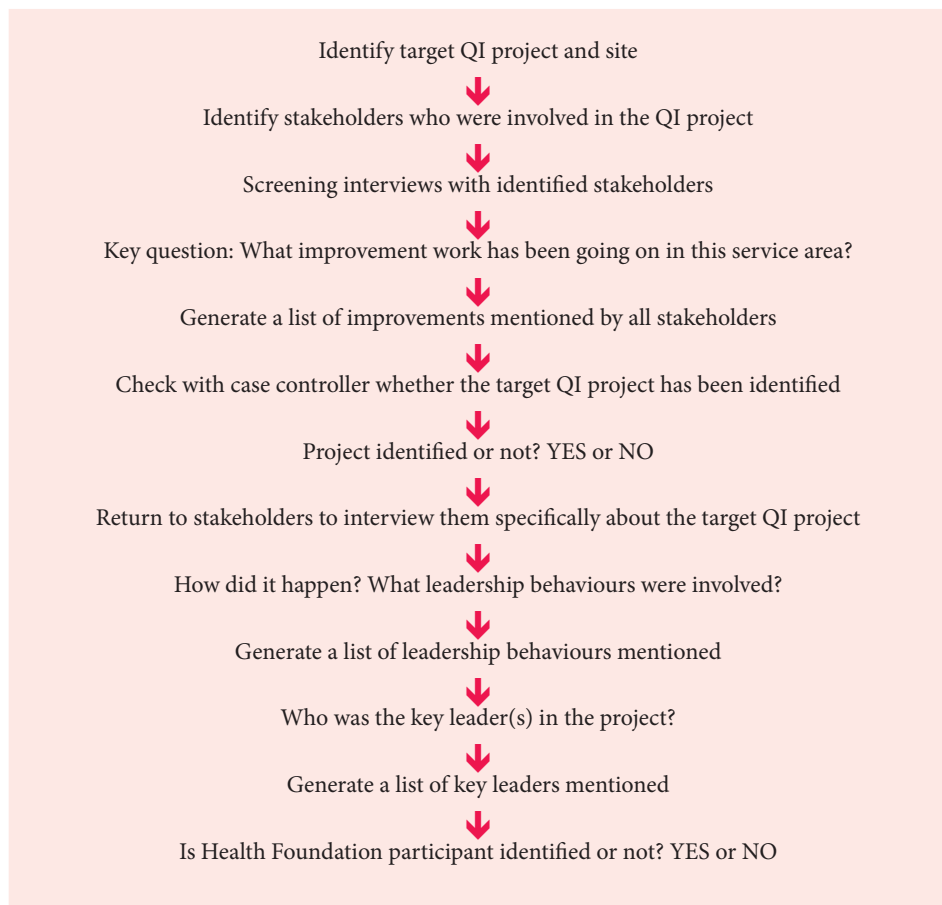 Identify target QI project and site
Identify stakeholders who were involved in the QI project
Screening interviews with identified stakeholders
Key question: What improvement work has been going on in this service area?
Generate a list of improvements mentioned by all stakeholders
Check with case controller whether the target QI project has been identified
Project identified or not? YES or NO
Return to stakeholders to interview them specifically about the target QI project
How did it happen? What leadership behaviours were involved?
Generate a list of leadership behaviours mentioned
Who was the key leader(s) in the project?
Generate a list of key leaders mentioned
Is Health Foundation participant identified or not? YES or NO